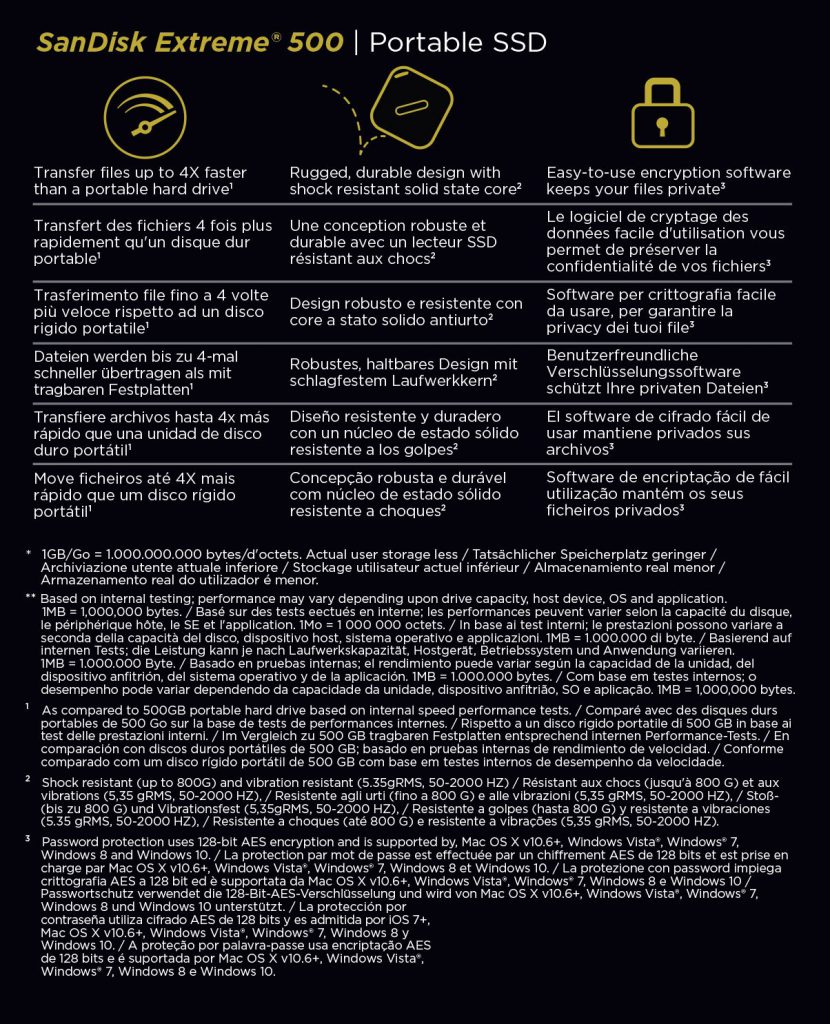 SanDisk Extreme® 500 | Portable SSD
Transfer files up to 4X faster
than a portable hard drive¹
Rugged, durable design with
shock resistant solid state core²
Easy-to-use encryption software
keeps your files private³
Transfert des fichiers 4 fois plus
rapidement qu'un disque dur
portable¹
Une conception robuste et
durable avec un lecteur SSD
résistant aux chocs²
Le logiciel de cryptage des
données facile d'utilisation vous
permet de préserver la
confidentialité de vos fichiers³
Trasferimento file fino a 4 volte
più veloce rispetto ad un disco
rigido portatile¹
Design robusto e resistente con
core a stato solido antiurto²
Software per crittografia facile
da usare, per garantire la
privacy dei tuoi file³
Dateien werden bis zu 4-mal
schneller übertragen als mit
tragbaren Festplatten¹
Robustes, haltbares Design mit
schlagfestem Laufwerkkern²
Benutzerfreundliche
Verschlüsselungssoftware
schützt Ihre privaten Dateien³
Transfiere archivos hasta 4x más
rápido que una unidad de disco
duro portátil¹
Diseño resistente y duradero
con un núcleo de estado sólido
resistente a los golpes²
El software de cifrado fácil de
usar mantiene privados sus
archivos³
Move ficheiros até 4X mais
rápido que um disco rígido
portátil¹
Concepção robusta e durável
com núcleo de estado sólido
resistente a choques²
Software de encriptação de fácil
utilização mantém os seus
ficheiros privados³
* 1GB/Go = 1.000.000.000 bytes/d'octets. Actual user storage less / Tatsächlicher Speicherplatz geringer /
Archiviazione utente attuale inferiore / Stockage utilisateur actuel inférieur / Almacenamiento real menor /
Armazenamento real do utilizador é menor.
** Based on internal testing; performance may vary depending upon drive capacity, host device, OS and application.
1MB = 1,000,000 bytes. / Basé sur des tests eectués en interne; les performances peuvent varier selon la capacité du disque,
le périphérique hôte, le SE et l'application. 1Mo = 1 000 000 octets. / In base ai test interni; le prestazioni possono variare a
seconda della capacità del disco, dispositivo host, sistema operativo e applicazioni. 1MB = 1.000.000 di byte. / Basierend auf
internen Tests; die Leistung kann je nach Laufwerkskapazität, Hostgerät, Betriebssystem und Anwendung variieren.
1MB = 1.000.000 Byte. / Basado en pruebas internas; el rendimiento puede variar según la capacidad de la unidad, del
dispositivo anfitrión, del sistema operativo y de la aplicación. 1MB = 1.000.000 bytes. / Com base em testes internos; o
desempenho pode variar dependendo da capacidade da unidade, dispositivo anfitrião, SO e aplicação. 1MB = 1,000,000 bytes.
¹ As compared to 500GB portable hard drive based on internal speed performance tests. / Comparé avec des disques durs
portables de 500 Go sur la base de tests de performances internes. / Rispetto a un disco rigido portatile di 500 GB in base ai
test delle prestazioni interni. / Im Vergleich zu 500 GB tragbaren Festplatten entsprechend internen Performance-Tests. / En
comparación con discos duros portátiles de 500 GB; basado en pruebas internas de rendimiento de velocidad. / Conforme
comparado com um disco rígido portátil de 500 GB com base em testes internos de desempenho da velocidade.
² Shock resistant (up to 800G) and vibration resistant (5.35gRMS, 50-2000 HZ) / Résistant aux chocs (jusqu'à 800 G) et aux
vibrations (5,35 gRMS, 50-2000 HZ), / Resistente agli urti (fino a 800 G) e alle vibrazioni (5,35 gRMS, 50-2000 HZ), / Stoß-
(bis zu 800 G) und Vibrationsfest (5,35gRMS, 50-2000 HZ), / Resistente a golpes (hasta 800 G) y resistente a vibraciones
(5.35 gRMS, 50-2000 HZ), / Resistente a choques (até 800 G) e resistente a vibrações (5,35 gRMS, 50-2000 HZ).
³ Password protection uses 128-bit AES encryption and is supported by, Mac OS X v10.6+, Windows Vista®, Windows® 7,
Windows 8 and Windows 10. / La protection par mot de passe est effectuée par un chiffrement AES de 128 bits et est prise en
charge par Mac OS X v10.6+, Windows Vista®, Windows® 7, Windows 8 et Windows 10. / La protezione con password impiega
crittografia AES a 128 bit ed è supportata da Mac OS X v10.6+, Windows Vista®, Windows® 7, Windows 8 e Windows 10 /
Passwortschutz verwendet die 128-Bit-AES-Verschlüsselung und wird von Mac OS X v10.6+, Windows Vista®, Windows® 7,
Windows 8 und Windows 10 unterstützt. / La protección por
contraseña utiliza cifrado AES de 128 bits y es admitida por iOS 7+,
Mac OS X v10.6+, Windows Vista®, Windows® 7, Windows 8 y
Windows 10. / A proteção por palavra-passe usa encriptação AES
de 128 bits e é suportada por Mac OS X v10.6+, Windows Vista®,
Windows® 7, Windows 8 e Windows 10.